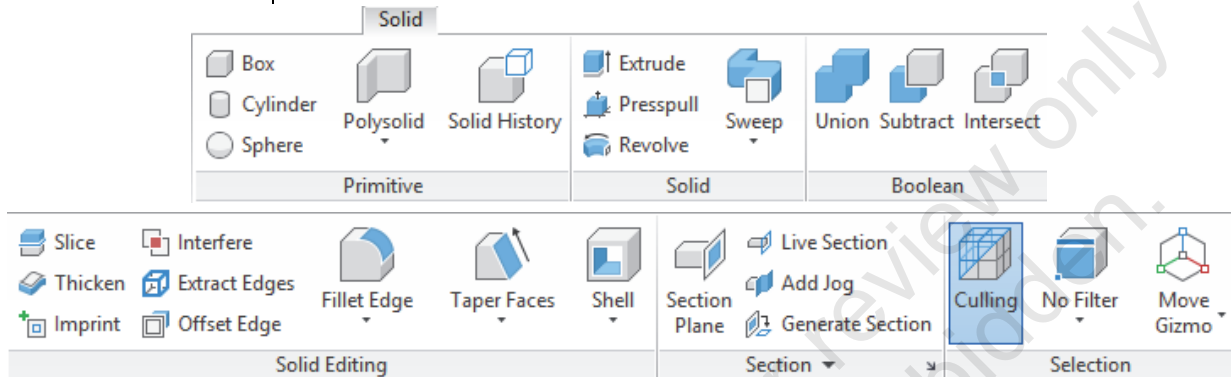 Solid
Box
Cylinder
Sphere
Polysolid
Solid History
Primitive
Extrude
Presspull
Revolve
Sweep
Solid
Union Subtract Intersect
Boolean
Slice
Thicken
Imprint
Interfere
Extract Edges
Offset Edge
Fillet Edge
Taper Faces
Shell
Solid Editing
Section
Plane
Live Section
Add Jog
Generate Section
Section
Culling
No Filter
Move
Gizmo
Selection
review only